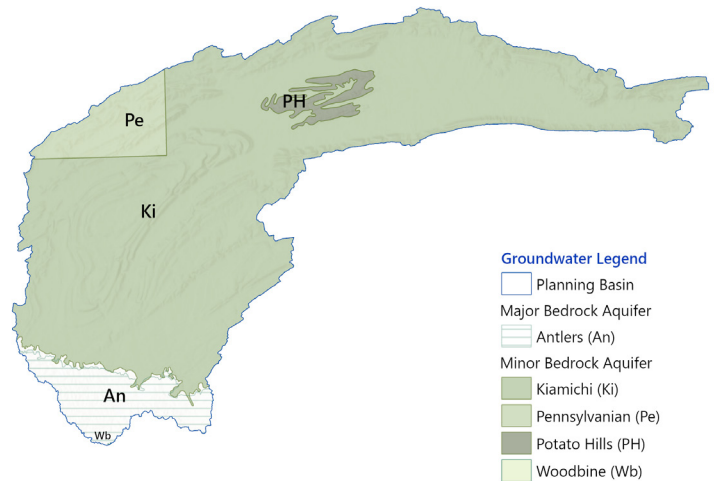 PH
Pe
Ki
An
Wb
Groundwater Legend
Planning Basin
Major Bedrock Aquifer
Antlers (An)
Minor Bedrock Aquifer
Kiamichi (Ki)
Pennsylvanian (Pe)
Potato Hills (PH)
Woodbine (Wb)